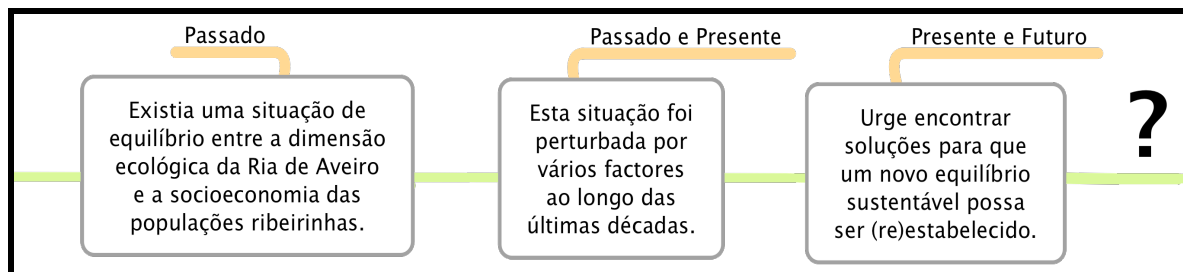 Passado
Existia uma situação de
equilíbrio entre a dimensão
ecológica da Ria de Aveiro
e a socioeconomia das
populações ribeirinhas.
Passado e Presente
Esta situação foi
perturbada por
vários factores
ao longo das
últimas décadas.
Presente e Futuro
Urge encontrar
soluções para que
um novo equilíbrio
sustentável possa
ser (re)estabelecido.
?